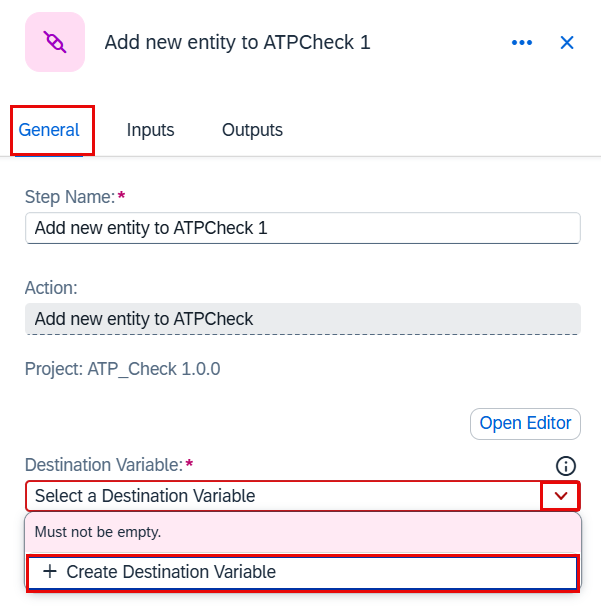 Add new entity to ATPCheck 1
General Inputs Outputs
Step Name:*
Add new entity to ATPCheck 1
Action:
Add new entity to ATPCheck
Project: ATP_Check 1.0.0
Open Editor
Destination Variable:*
Select a Destination Variable
Must not be empty.
+ Create Destination Variable